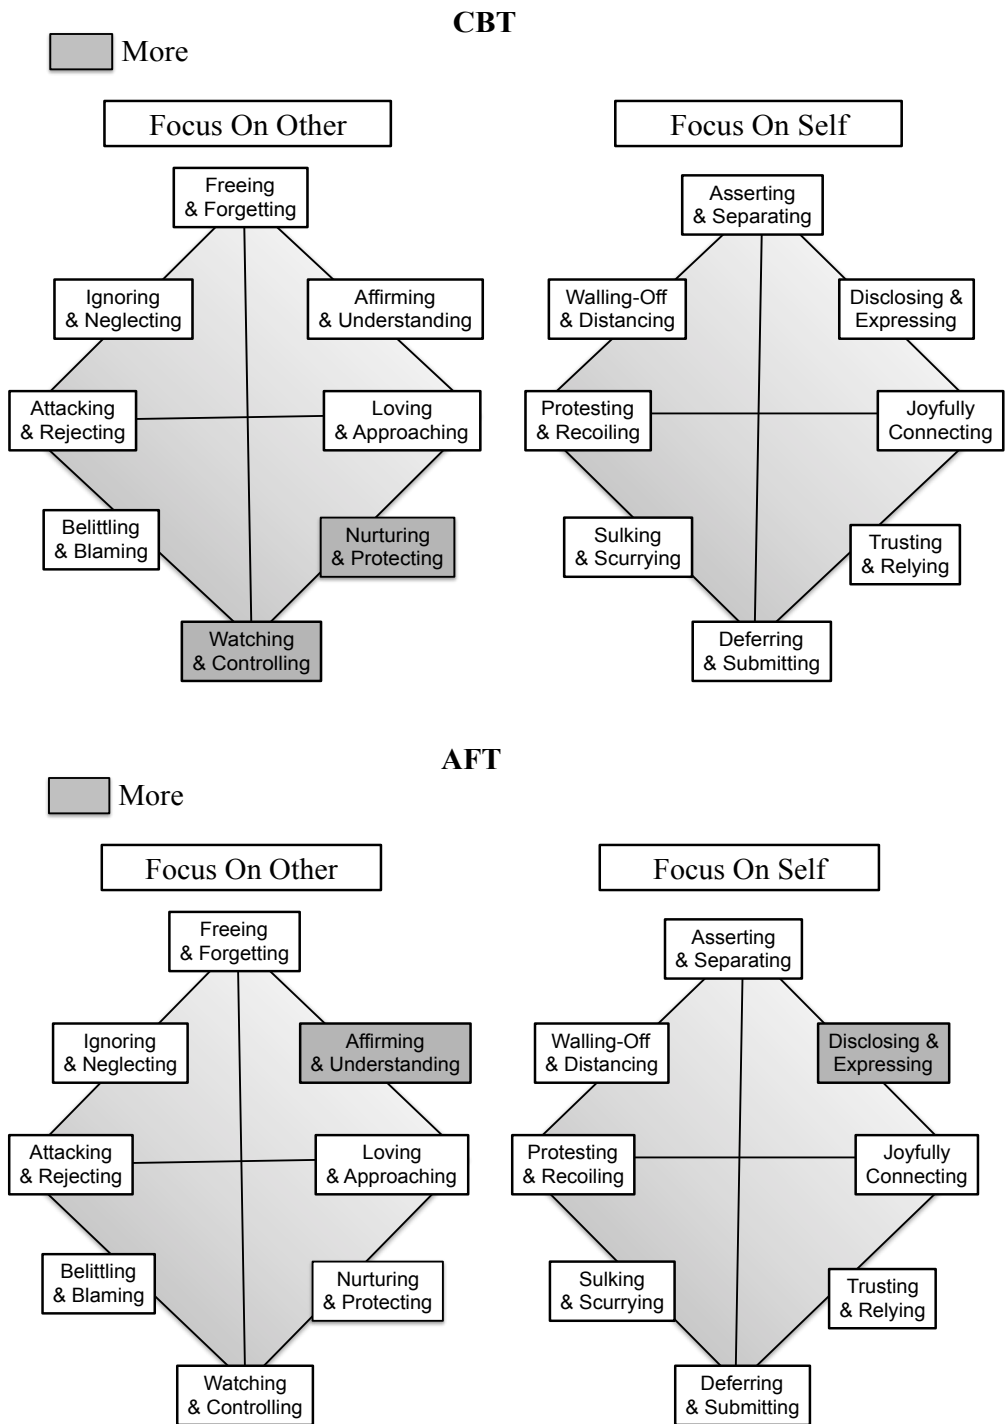 CBT
More
Focus On Other
Focus On Self
Freeing
& Forgetting
Asserting
& Separating
Ignoring
& Neglecting
Affirming
& Understanding
Walling-Off
& Distancing
Disclosing &
Expressing
Attacking
& Rejecting
Loving
& Approaching
Protesting
& Recoiling
Joyfully
Connecting
Belittling
& Blaming
Nurturing
& Protecting
Sulking
& Scurrying
Trusting
& Relying
Watching
& Controlling
Deferring
& Submitting
AFT
More
Focus On Other
Focus On Self
Freeing
& Forgetting
Asserting
& Separating
Ignoring
& Neglecting
Affirming
& Understanding
Walling-Off
& Distancing
Disclosing &
Expressing
Attacking
& Rejecting
Loving
& Approaching
Protesting
& Recoiling
Joyfully
Connecting
Belittling
& Blaming
Nurturing
& Protecting
Sulking
& Scurrying
Trusting
& Relying
Watching
& Controlling
Deferring
& Submitting